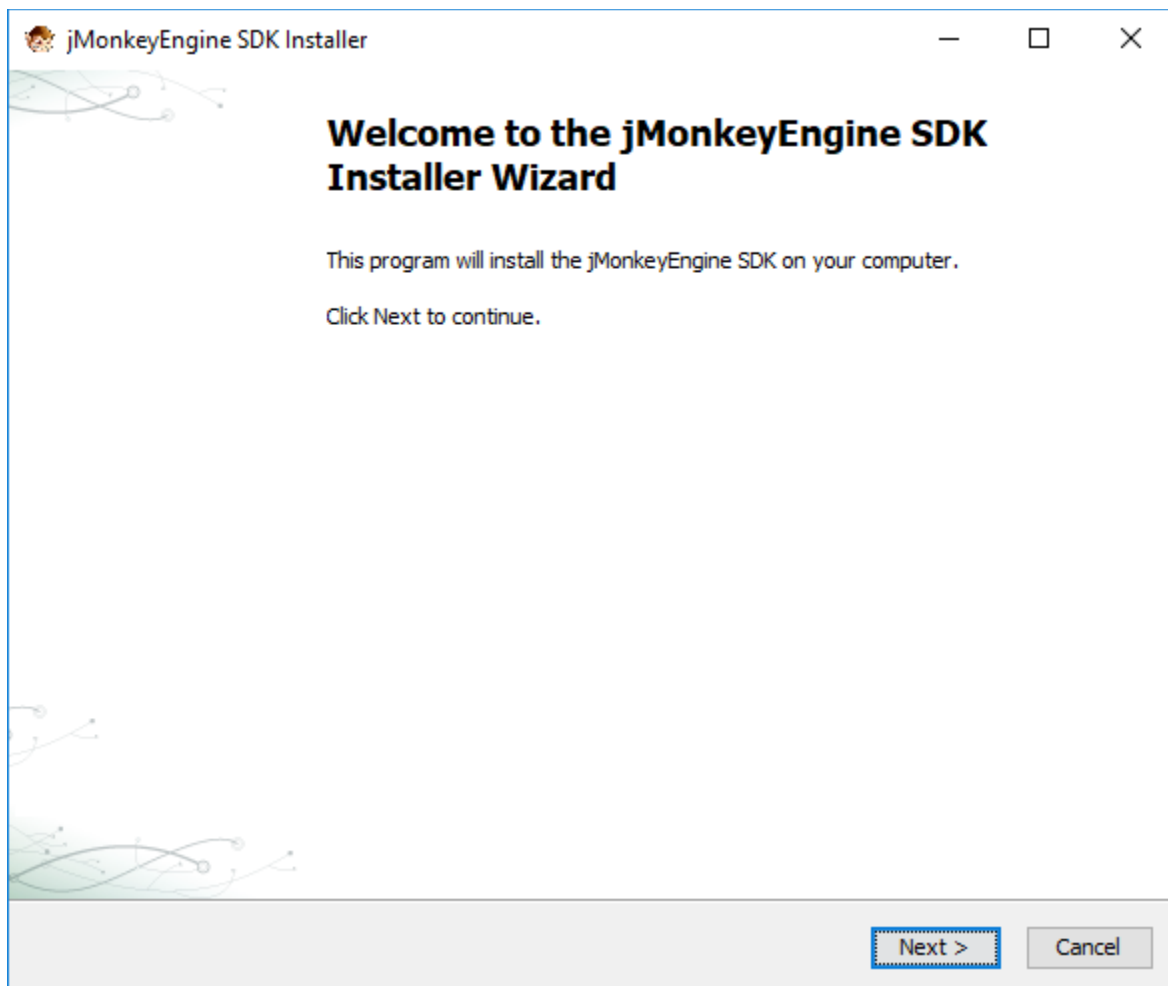 jMonkeyEngine SDK Installer
Welcome to the jMonkeyEngine SDK
Installer Wizard
This program will install the jMonkeyEngine SDK on your computer.
Click Next to continue.
Next >
Cancel